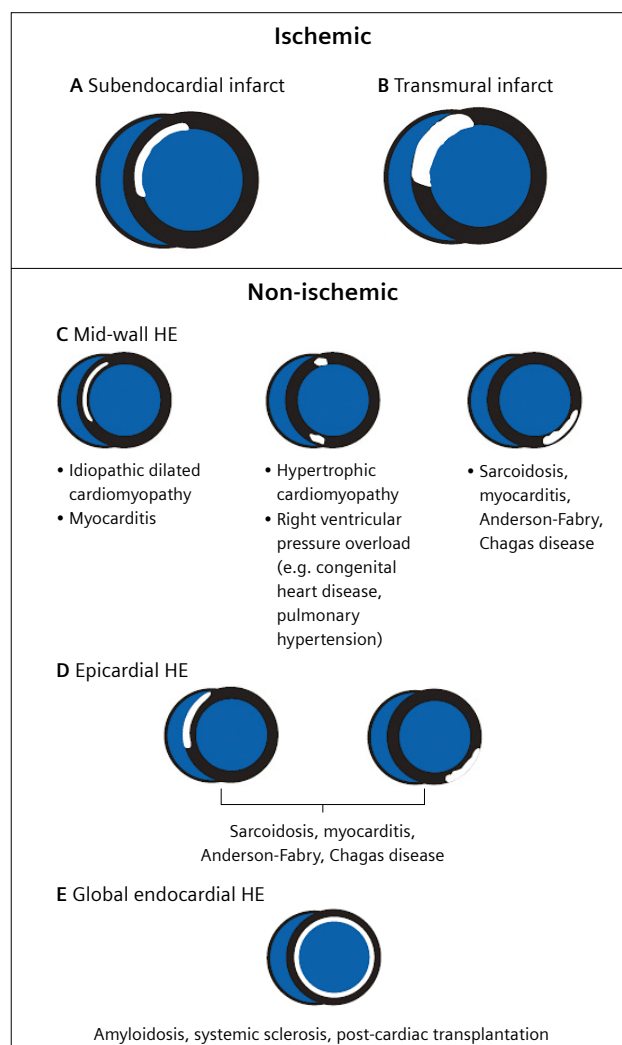 Ischemic
A Subendocardial infarct
B Transmural infarct
Non-ischemic
C Mid-wall HE
• Idiopathic dilated
cardiomyopathy
• Myocarditis
• Hypertrophic
cardiomyopathy
• Right ventricular
pressure overload
(e.g. congenital
heart disease,
pulmonary
hypertension)
• Sarcoidosis,
myocarditis,
Anderson-Fabry,
Chagas disease
D Epicardial HE
Sarcoidosis, myocarditis,
Anderson-Fabry, Chagas disease
E Global endocardial HE
Amyloidosis, systemic sclerosis, post-cardiac transplantation